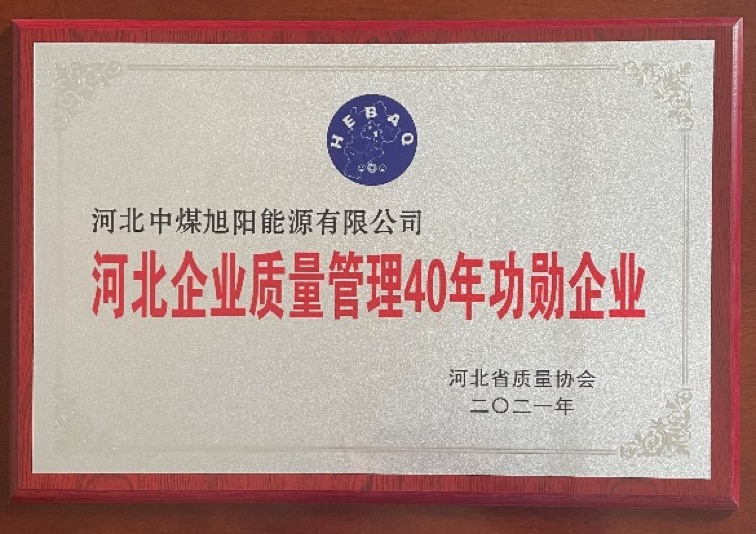 HEBAQ
河北中煤旭阳能源有限公司
河北企业质量管理40年功勋企业
河北省质量协会
二〇二一年